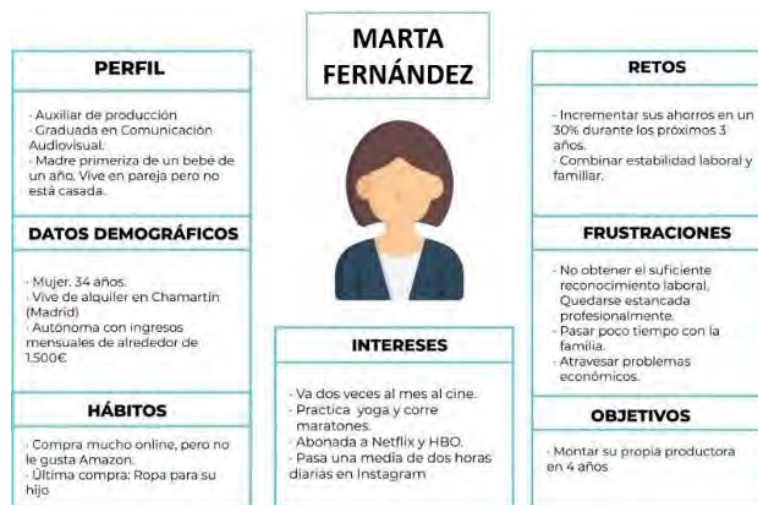 MARTA
FERNÁNDEZ
PERFIL
· Auxiliar de producción
· Graduada en Comunicación
Audiovisual.
· Madre primeriza de un bebé de
un año. Vive en pareja pero no
está casada.
DATOS DEMOGRÁFICOS
· Mujer. 34 años.
· Vive de alquiler en Chamartín
(Madrid)
· Autónoma con ingresos
mensuales de alrededor de
1.500€
HÁBITOS
· Compra mucho online, pero no
le gusta Amazon.
· Última compra: Ropa para su
hijo
INTERESES
· Va dos veces al mes al cine.
· Practica yoga y corre
maratones.
· Abonada a Netflix y HBO.
· Pasa una media de dos horas
diarias en Instagram
RETOS
· Incrementar sus ahorros en un
30% durante los próximos 3
años.
· Combinar estabilidad laboral y
familiar.
FRUSTRACIONES
· No obtener el suficiente
reconocimiento laboral.
Quedarse estancada
profesionalmente.
· Pasar poco tiempo con la
familia.
· Atravesar problemas
económicos.
OBJETIVOS
· Montar su propia productora
en 4 años